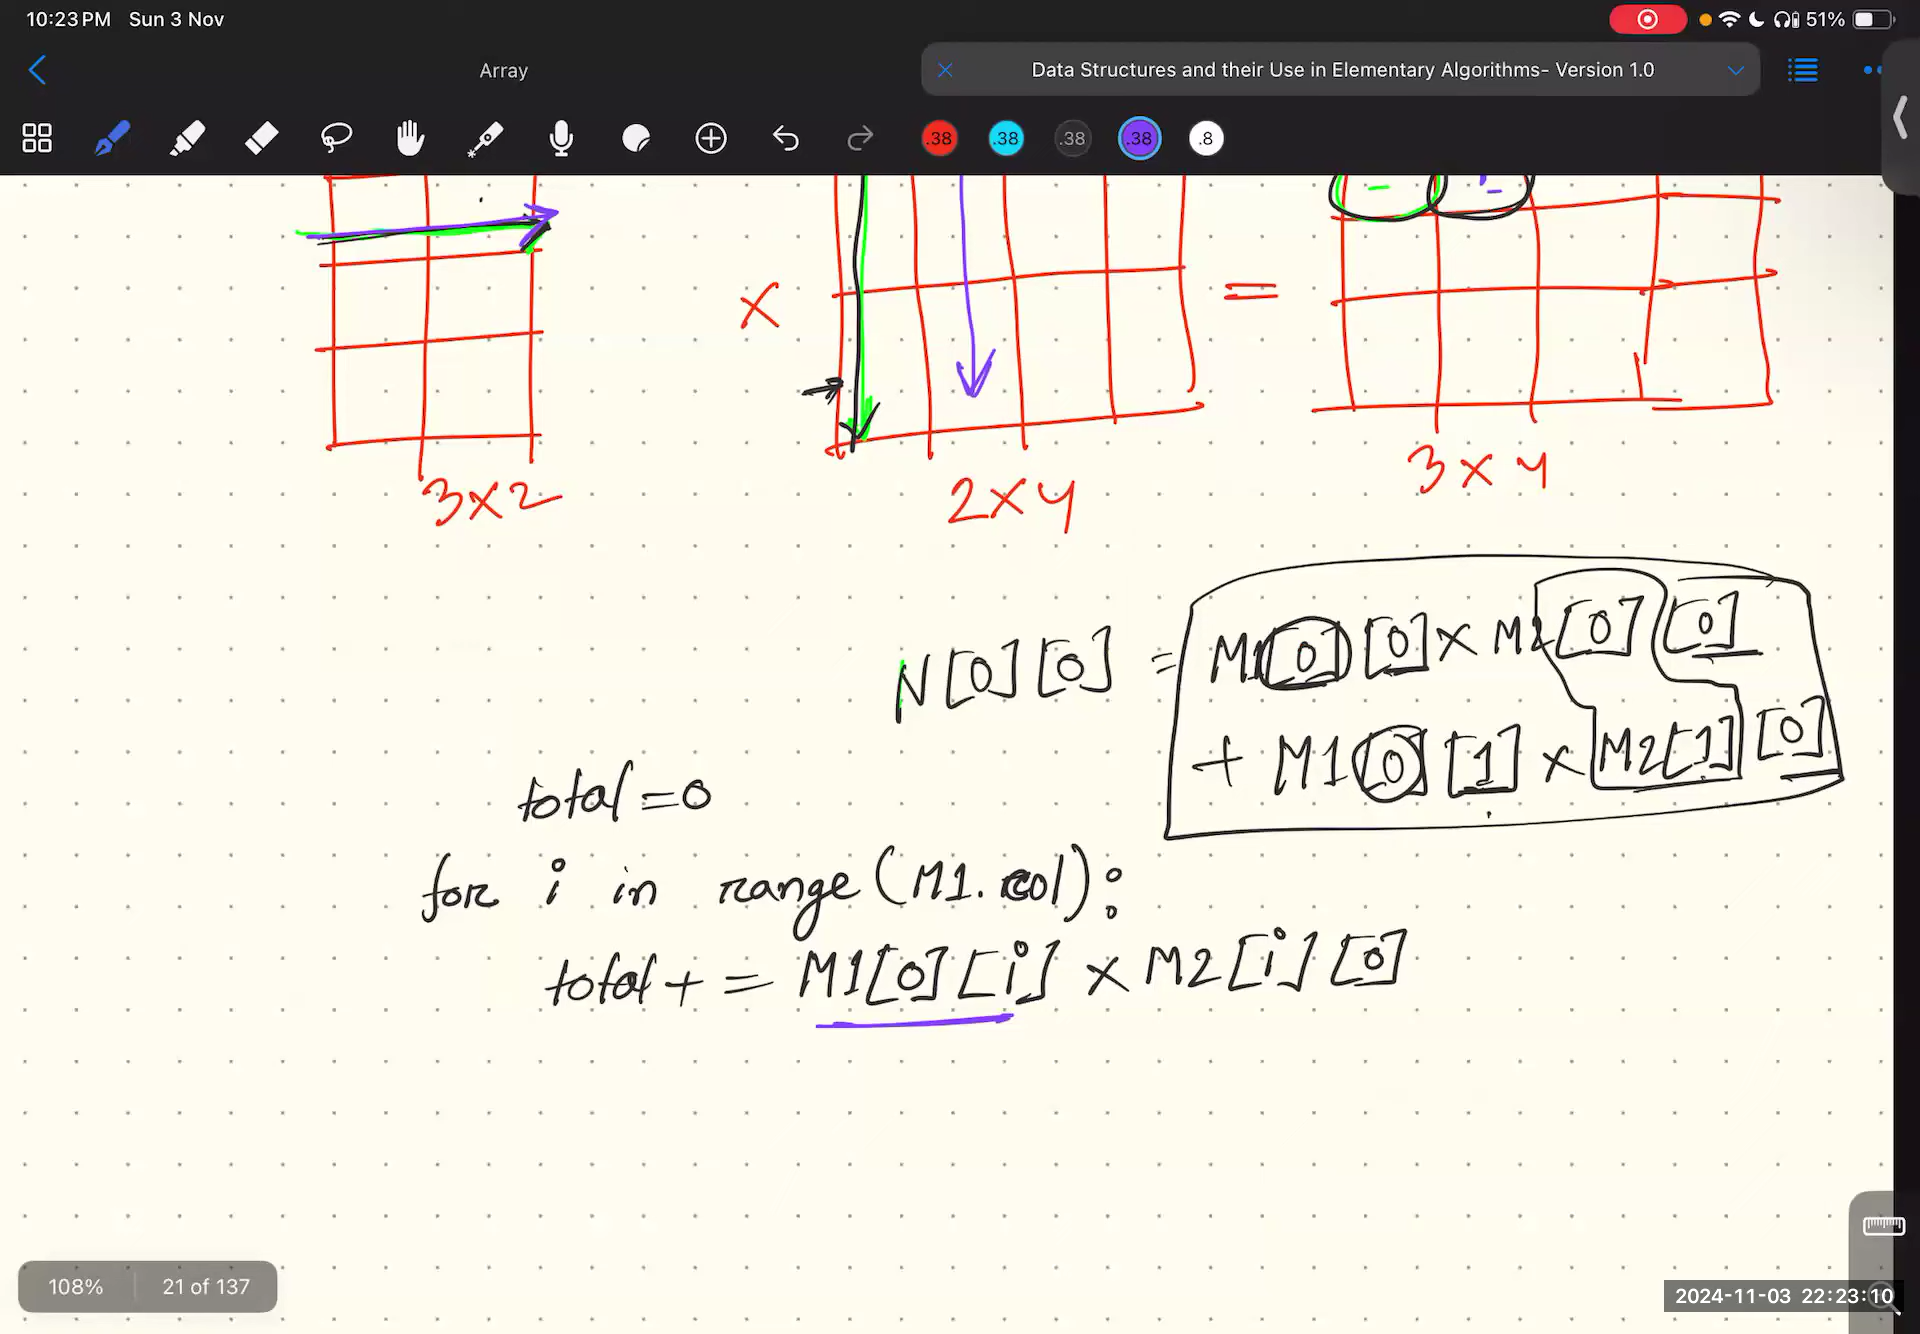 10:23 PM Sun 3 Nov
51%
Array
Data Structures and their Use in Elementary Algorithms- Version 1.0
.38 .38 .38 .38 .8
X
=
3x2
2x4
3x4
N[0][0] = M1[0][0] x M2[0][0]
+ M1[0][1] x M2[1][0]
total = 0
for i in range(M1.col):
total += M1[0][i] x M2[i][0]
108% 21 of 137
2024-11-03 22:23:10